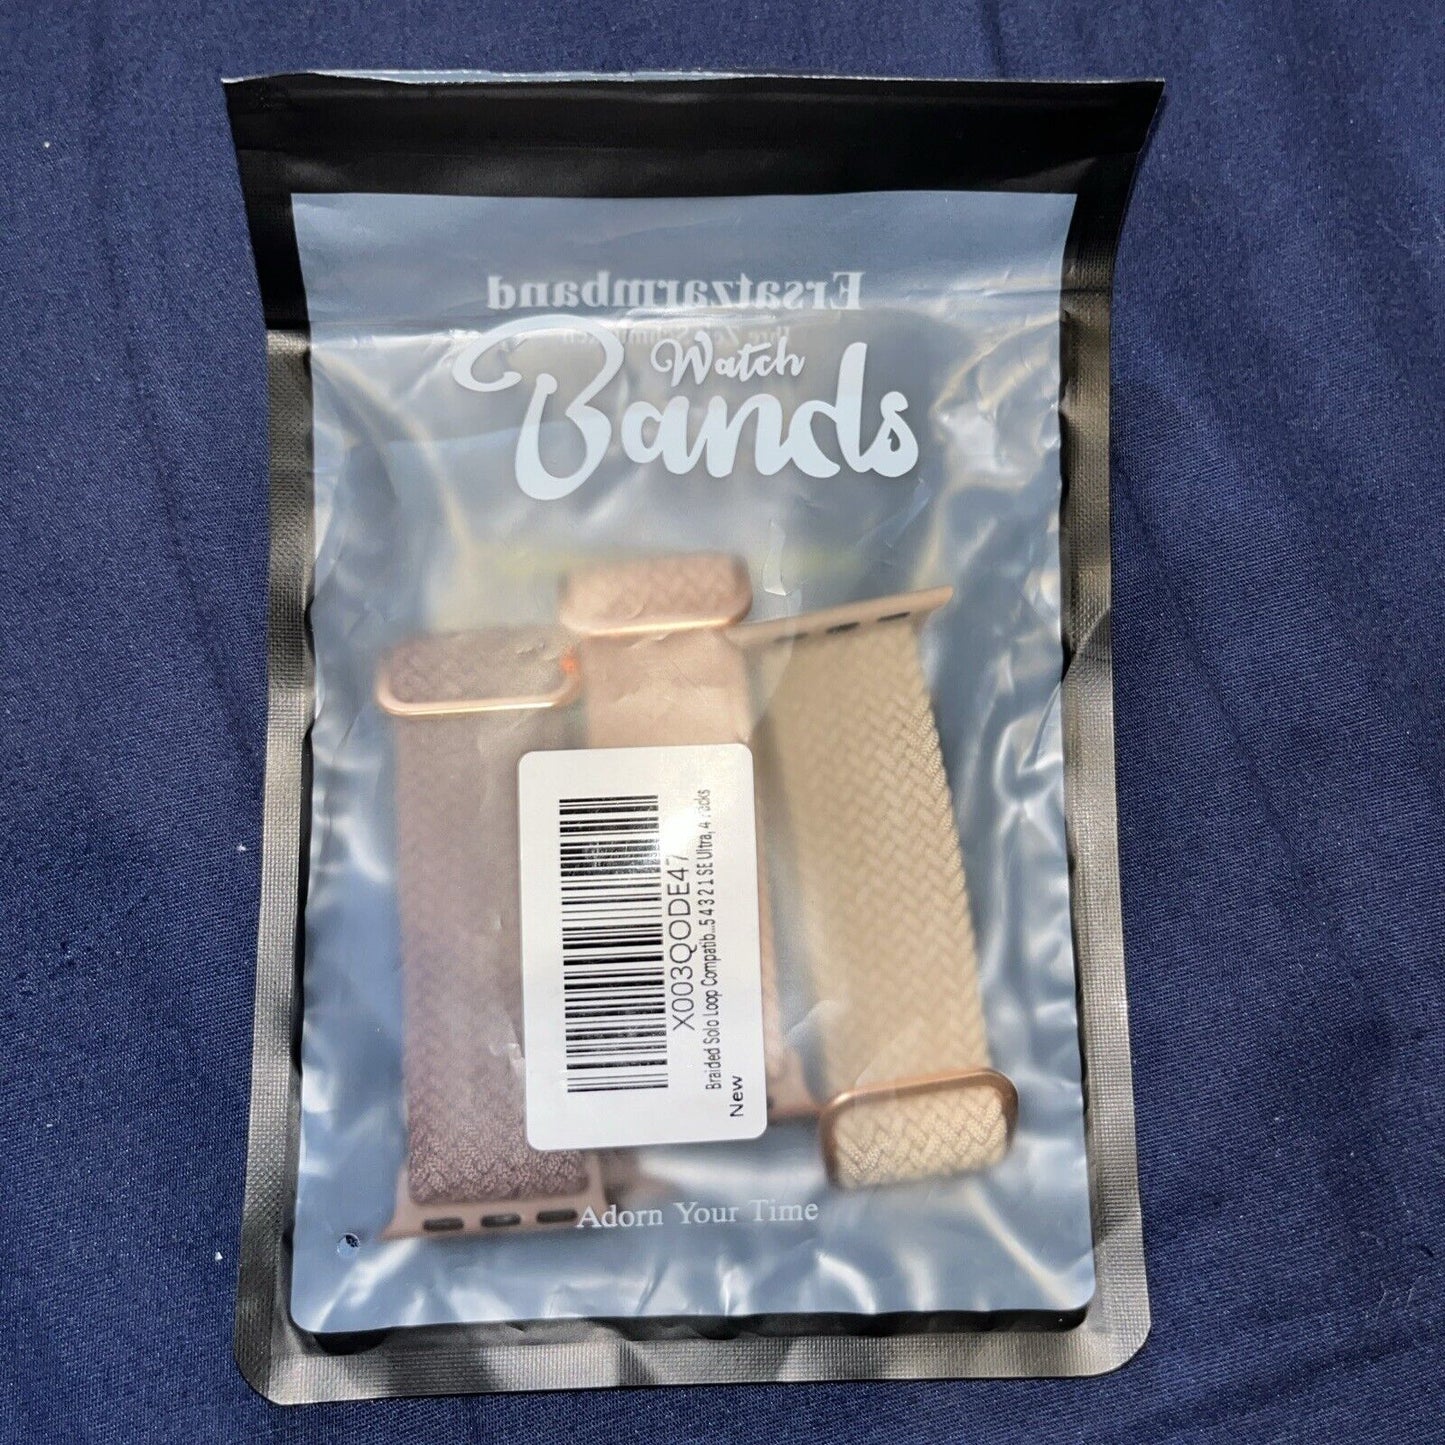 Ersatzarmband
Watch
Bands
X003QODE47
Braided Solo Loop Compatib...5 4 3 2 1 SE Ultra, 4 Packs
New
Adorn Your Time